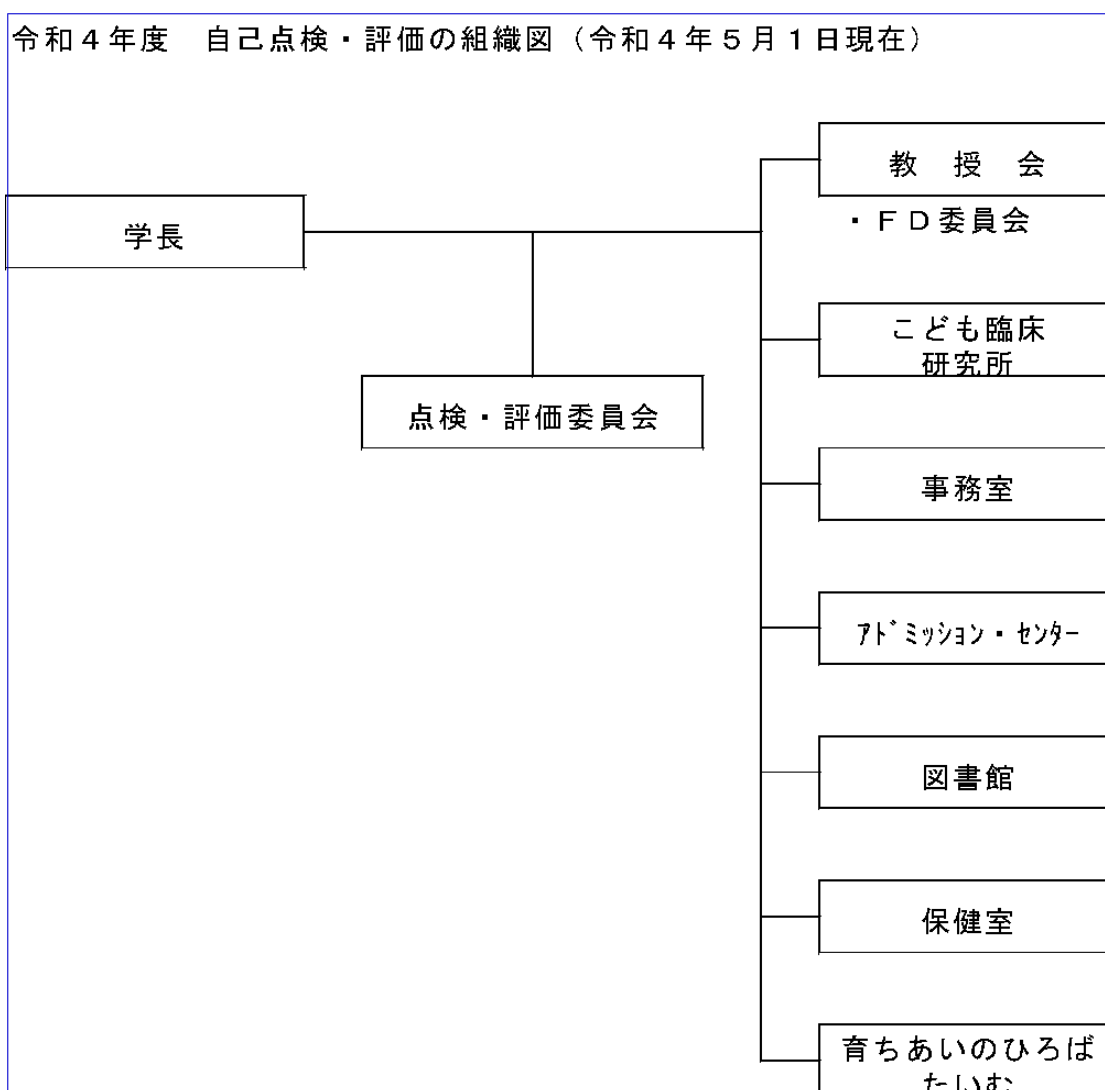 令和４年度　自己点検・評価の組織図（令和４年５月１日現在）
教　授　会
・ＦＤ委員会
学長
こども臨床
研究所
点検・評価委員会
事務室
ｱﾄﾞﾐｯｼｮﾝ・ｾﾝﾀｰ
図書館
保健室
育ちあいのひろば
たいむ